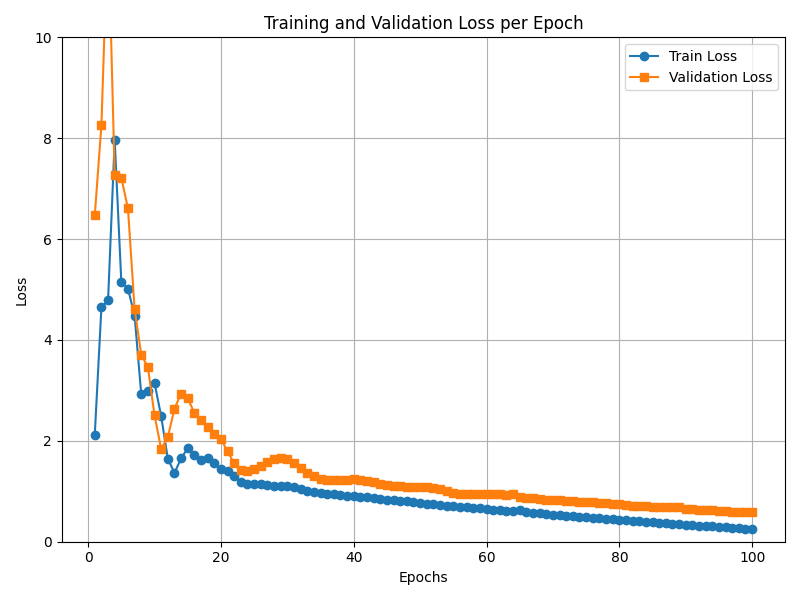 Training and Validation Loss per Epoch
Train Loss
Validation Loss
Loss
10
8
6
4
2
0
0 20 40 60 80 100
Epochs